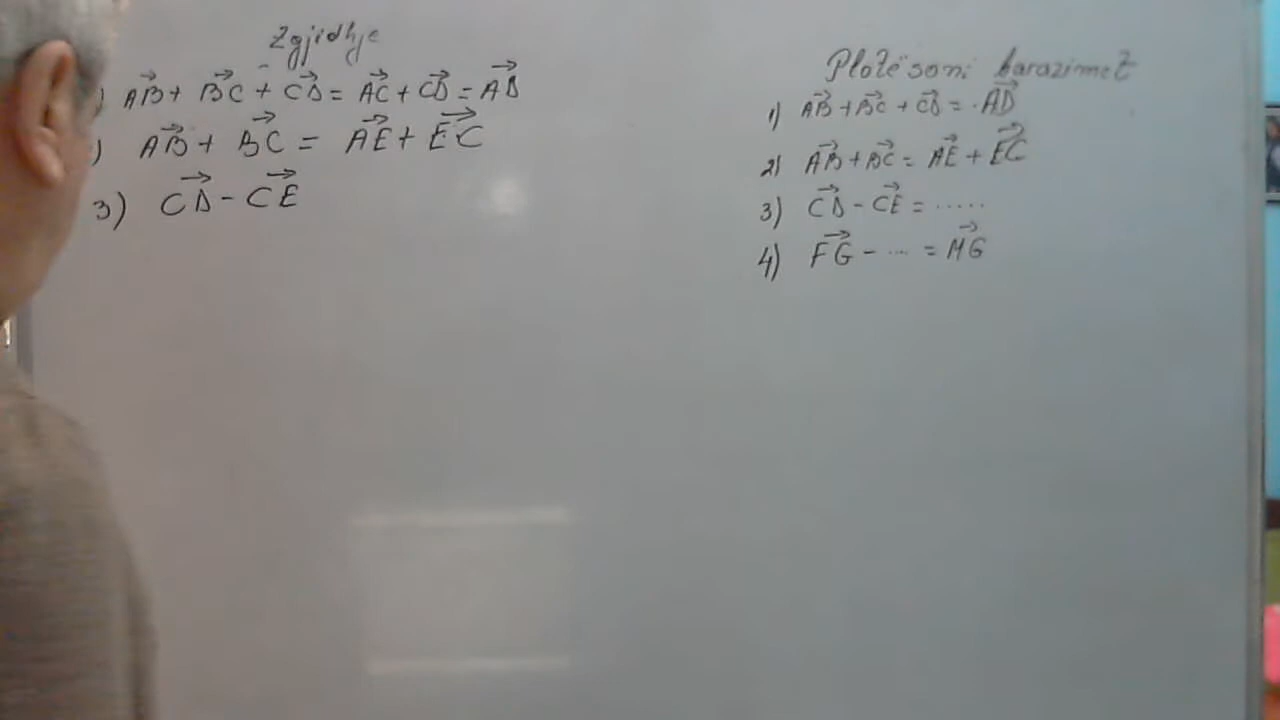 Zgjidhje
) AB⃗ + BC⃗ + CD⃗ = AC⃗ + CD⃗ = AD⃗
) AB⃗ + BC⃗ = AE⃗ + EC⃗
3) CD⃗ - CE⃗
Plotësoni barazimet
1) AB⃗ + BC⃗ + CD⃗ = AD⃗
2) AB⃗ + BC⃗ = AE⃗ + EC⃗
3) CD⃗ - CE⃗ = .....
4) FG⃗ - ... = MG⃗